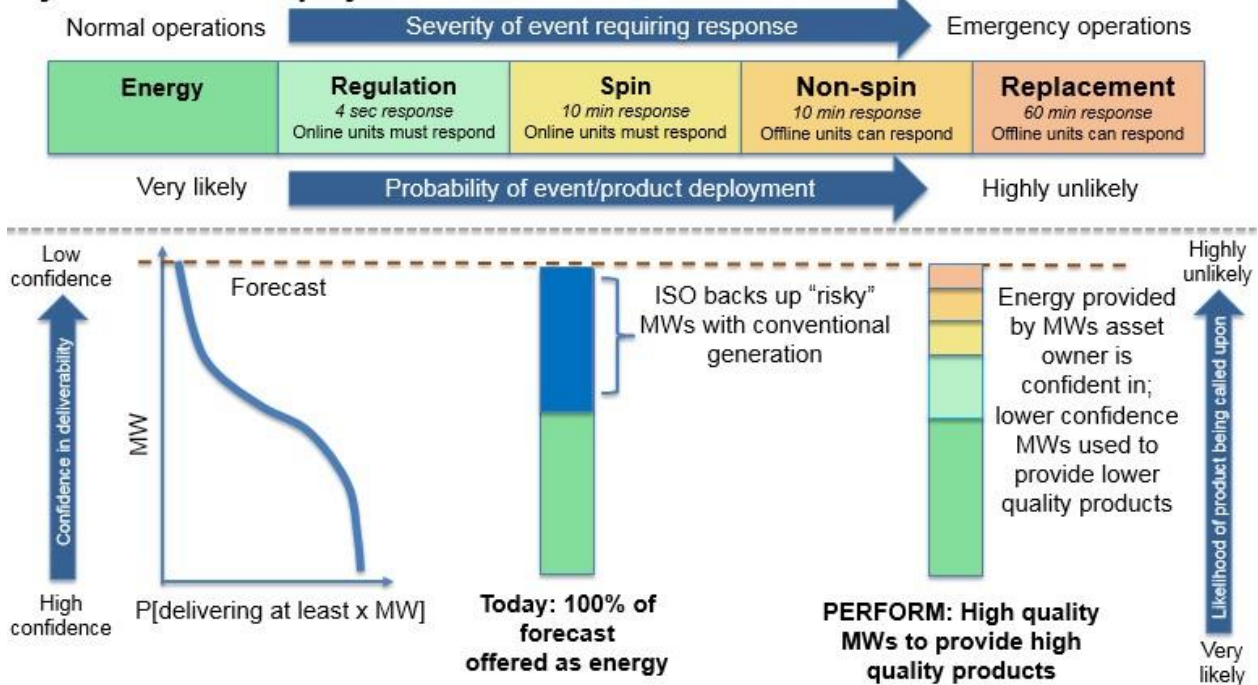 Normal operations
Severity of event requiring response
Emergency operations
Energy
Regulation
4 sec response
Online units must respond
Spin
10 min response
Online units must respond
Non-spin
10 min response
Offline units can respond
Replacement
60 min response
Offline units can respond
Very likely
Probability of event/product deployment
Highly unlikely
Low
confidence
Confidence in deliverability
High
confidence
MW
Forecast
P[delivering at least x MW]
ISO backs up “risky”
MWs with conventional
generation
Today: 100% of
forecast
offered as energy
Energy provided
by MWs asset
owner is
confident in;
lower confidence
MWs used to
provide lower
quality products
PERFORM: High quality
MWs to provide high
quality products
Highly
unlikely
Likelihood of product being called upon
Very
likely